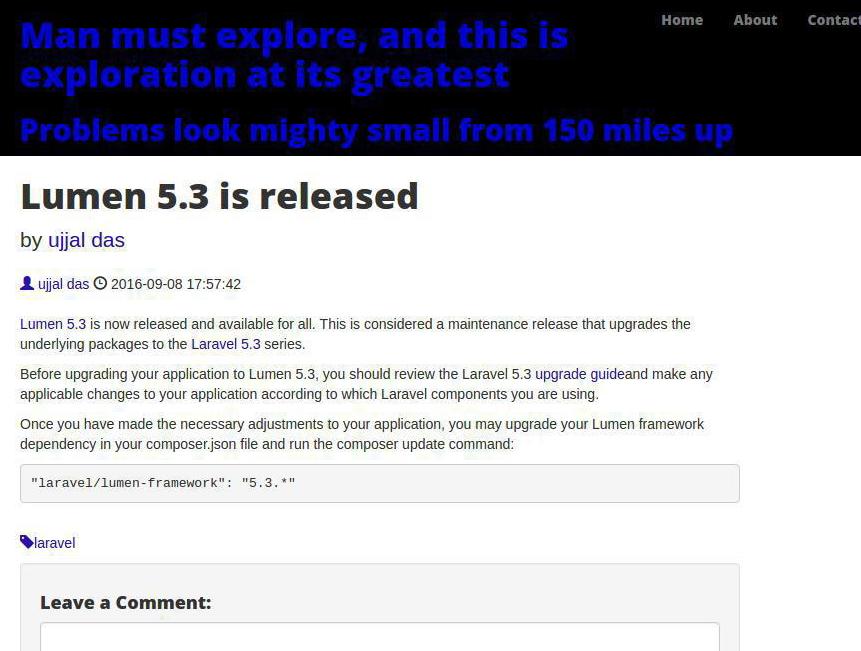 Home About Contact
Man must explore, and this is
exploration at its greatest
Problems look mighty small from 150 miles up
Lumen 5.3 is released
by ujjal das
ujjal das 2016-09-08 17:57:42
Lumen 5.3 is now released and available for all. This is considered a maintenance release that upgrades the
underlying packages to the Laravel 5.3 series.
Before upgrading your application to Lumen 5.3, you should review the Laravel 5.3 upgrade guideand make any
applicable changes to your application according to which Laravel components you are using.
Once you have made the necessary adjustments to your application, you may upgrade your Lumen framework
dependency in your composer.json file and run the composer update command:
"laravel/lumen-framework": "5.3.*"
laravel
Leave a Comment: